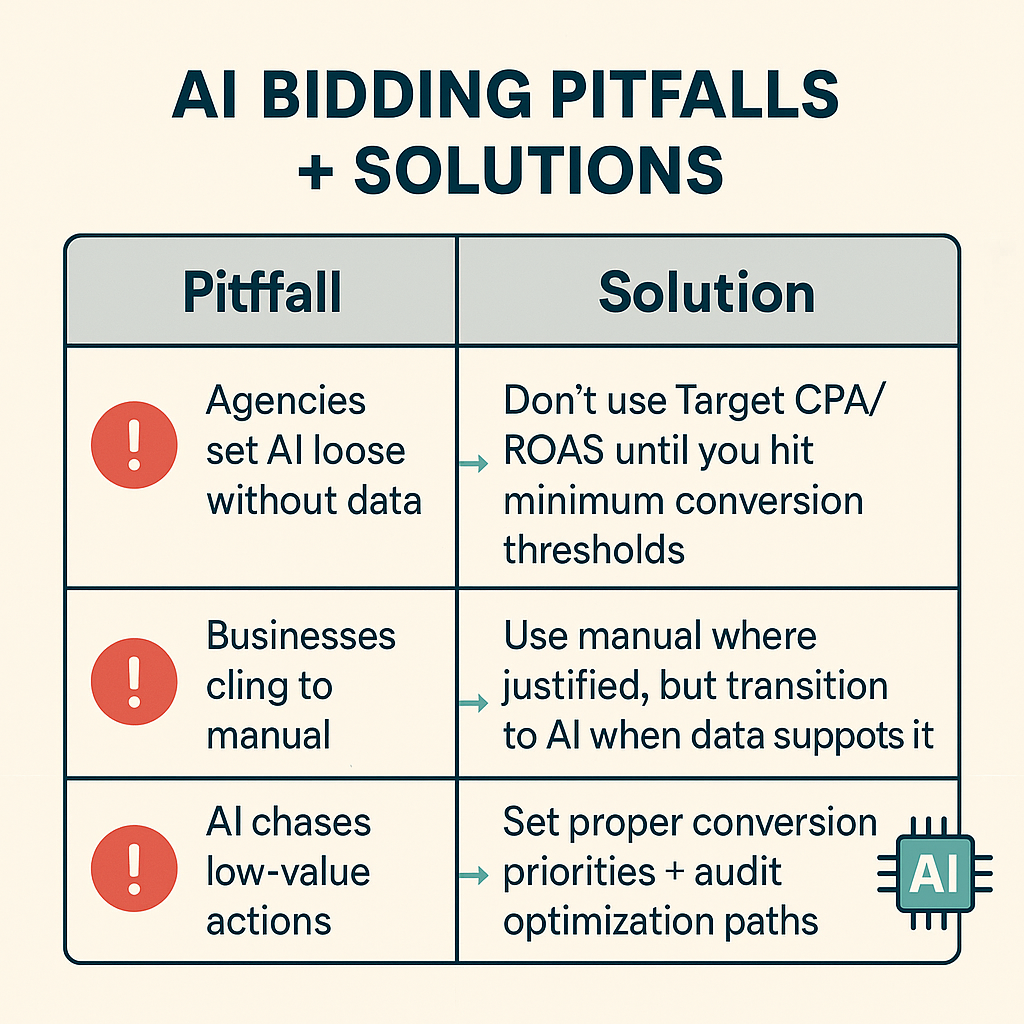 AI BIDDING PITFALLS
+ SOLUTIONS
Pitffall
Solution
Agencies
set AI loose
without data
Don't use Target CPA/
ROAS until you hit
minimum conversion
thresholds
Businesses
cling to
manual
Use manual where
justified, but transition
to AI when data suppots it
AI chases
low-value
actions
Set proper conversion
priorities + audit
optimization paths
AI